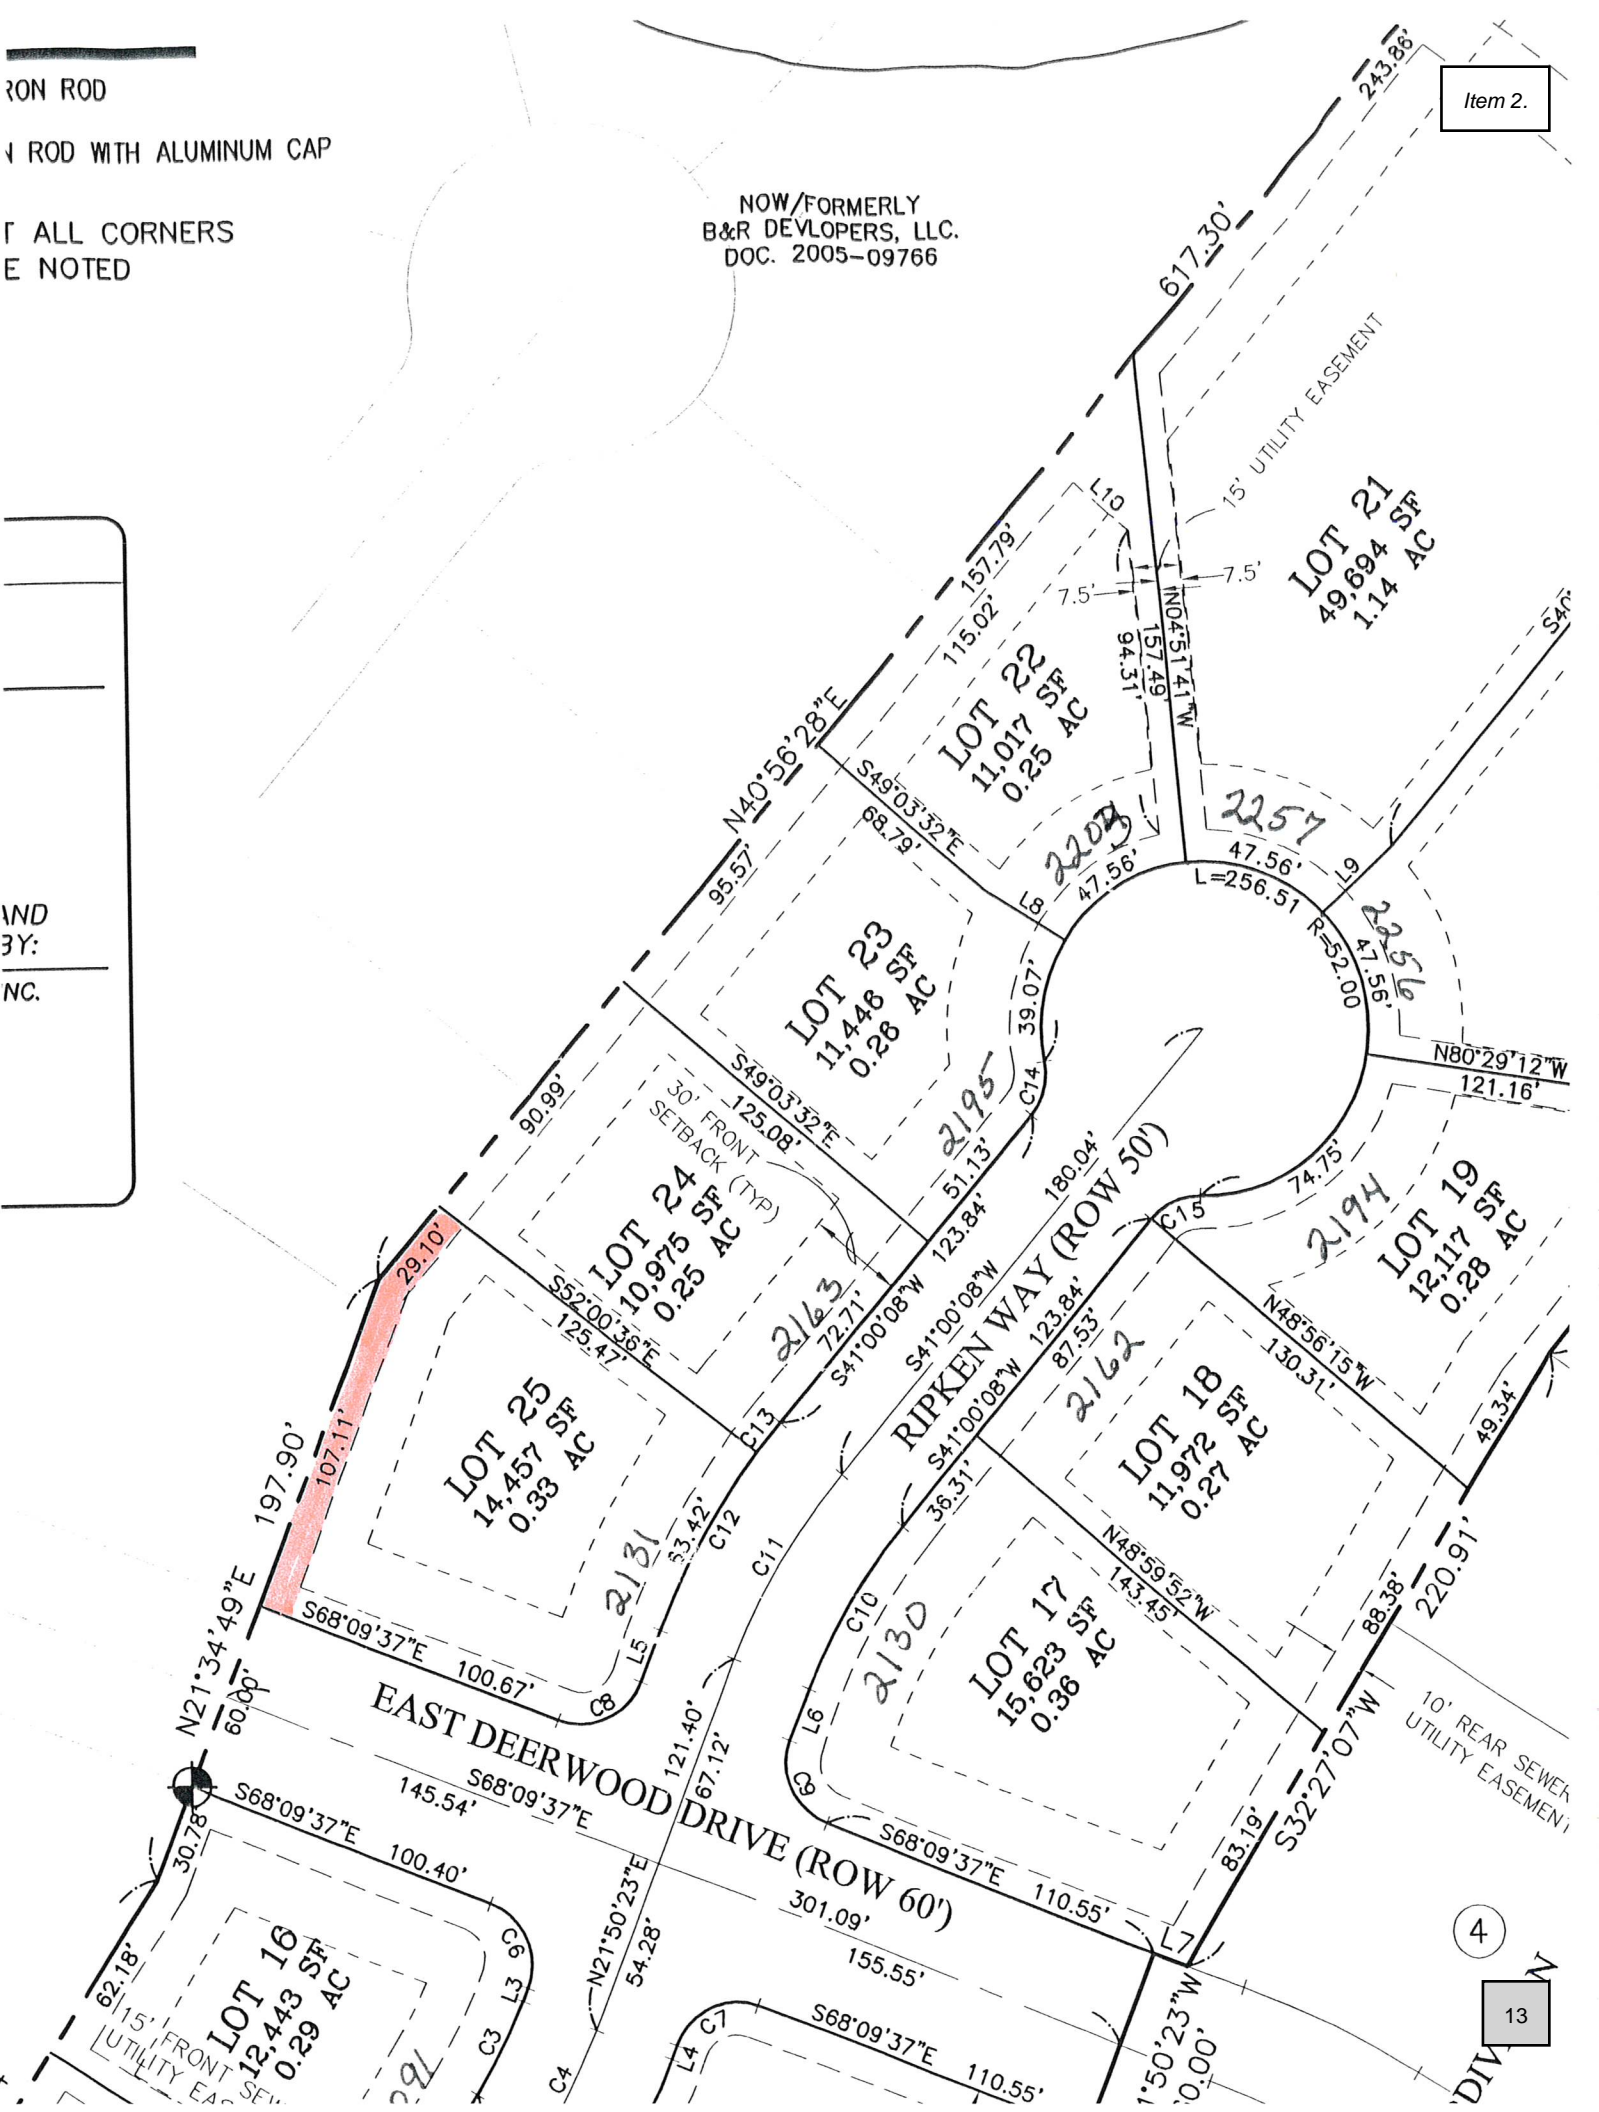 RON ROD
ROD WITH ALUMINUM CAP
T ALL CORNERS
E NOTED
NOW/FORMERLY
B&R DEVLOPERS, LLC.
DOC. 2005-09766
Item 2.
243.86'
617.30'
15' UTILITY EASEMENT
LOT 21
49,694 SF
1.14 AC
L10
7.5'
7.5'
N04°51'41"W
157.49'
94.31'
157.79'
115.02'
LOT 22
11,017 SF
0.25 AC
N40°56'28"E
S49°03'32"E
68.79'
L8
47.56'
2257
47.56'
L=256.51
R=52.00
L9
2256
47.56'
N80°29'12"W
121.16'
95.57'
LOT 23
11,446 SF
0.26 AC
39.07'
C14
2195
51.13'
AND
BY:
NC.
90.99'
S49°03'32"E
125.08'
30' FRONT
SETBACK (TYP)
LOT 24
10,975 SF
0.25 AC
2163
72.71'
S41°00'08"W
123.84'
S41°00'08"W
180.04'
RIPKEN WAY (ROW 50')
S41°00'08"W
123.84'
87.53'
C15
74.75'
2194
LOT 19
12,117 SF
0.28 AC
29.10'
S52°00'36"E
125.47'
107.11'
197.90'
LOT 25
14,457 SF
0.33 AC
C13
63.42'
C12
2131
C11
2162
LOT 18
11,972 SF
0.27 AC
N48°56'15"W
130.31'
49.34'
36.31'
N48°59'52"W
143.45'
C10
2130
LOT 17
15,623 SF
0.36 AC
88.38'
220.91'
10' REAR SEWER
UTILITY EASEMENT
S32°27'07"W
83.19'
N21°34'49"E
60.00'
S68°09'37"E
100.67'
C8
L5
L6
C9
EAST DEERWOOD DRIVE (ROW 60')
121.40'
67.12'
S68°09'37"E
145.54'
S68°09'37"E
100.40'
S68°09'37"E
110.55'
L7
301.09'
155.55'
N21°50'23"E
54.28'
30.78'
62.18'
LOT 16
12,443 SF
0.29 AC
15' FRONT SEW
UTILITY EAS
C6
L3
C3
C4
C7
L4
S68°09'37"E
110.55'
4
13